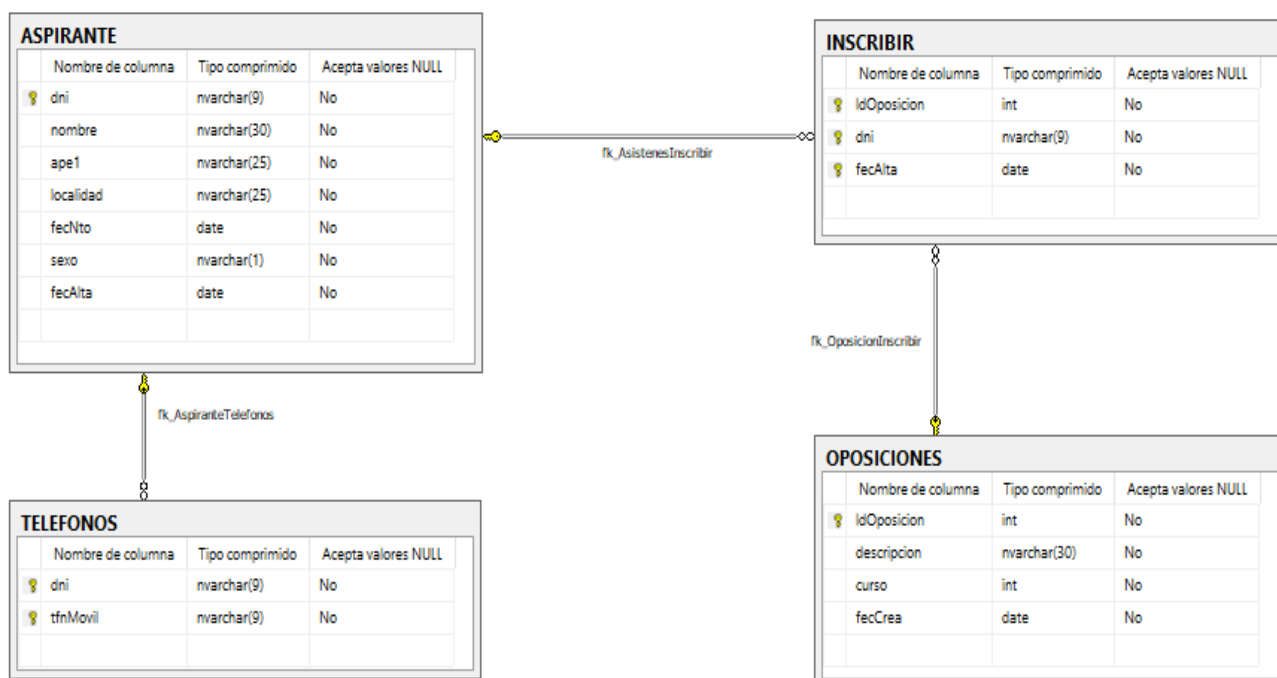 ASPIRANTE
Nombre de columna Tipo comprimido Acepta valores NULL
dni nvarchar(9) No
nombre nvarchar(30) No
ape1 nvarchar(25) No
localidad nvarchar(25) No
fecNto date No
sexo nvarchar(1) No
fecAlta date No
fk_AsistenesInscribir
INSCRIBIR
Nombre de columna Tipo comprimido Acepta valores NULL
IdOposicion int No
dni nvarchar(9) No
fecAlta date No
fk_AspiranteTelefonos
fk_OposicionInscribir
TELEFONOS
Nombre de columna Tipo comprimido Acepta valores NULL
dni nvarchar(9) No
tfnMovil nvarchar(9) No
OPOSICIONES
Nombre de columna Tipo comprimido Acepta valores NULL
IdOposicion int No
descripcion nvarchar(30) No
curso int No
fecCrea date No